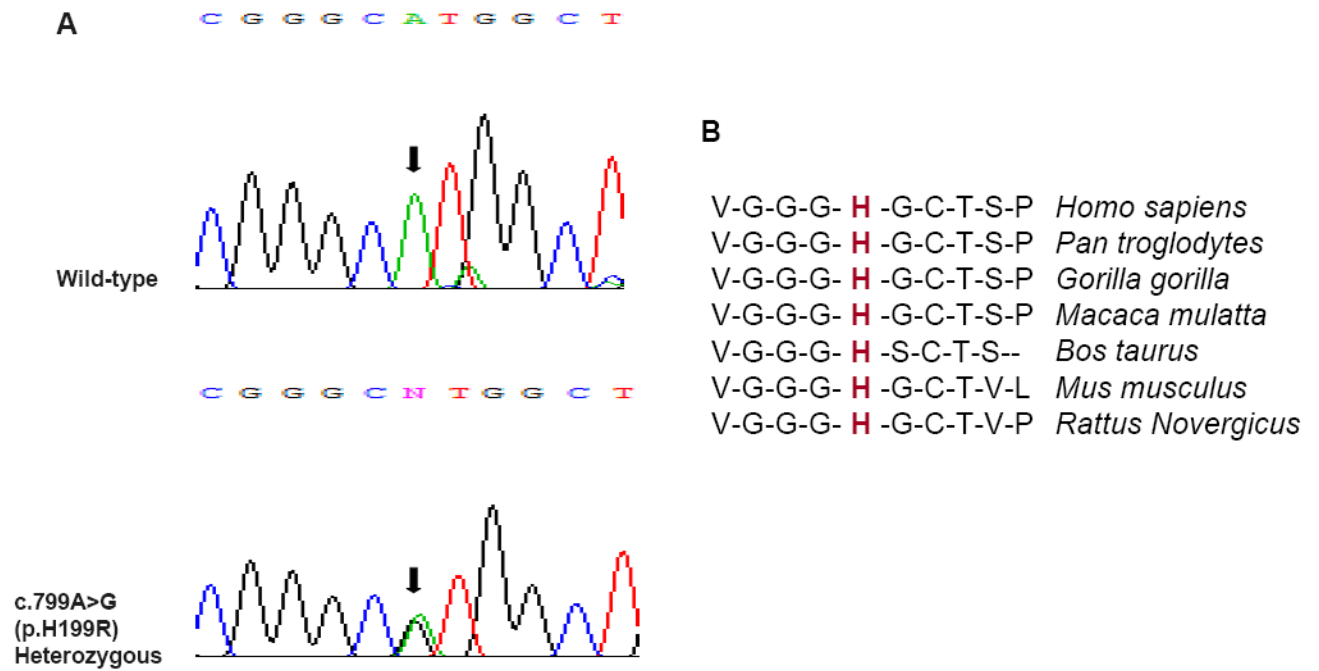 A
C G G G C A T G G C T
Wild-type
C G G G C N T G G C T
c.799A>G
(p.H199R)
Heterozygous
B
V-G-G-G- H -G-C-T-S-P Homo sapiens
V-G-G-G- H -G-C-T-S-P Pan troglodytes
V-G-G-G- H -G-C-T-S-P Gorilla gorilla
V-G-G-G- H -G-C-T-S-P Macaca mulatta
V-G-G-G- H -S-C-T-S-- Bos taurus
V-G-G-G- H -G-C-T-V-L Mus musculus
V-G-G-G- H -G-C-T-V-P Rattus Novergicus